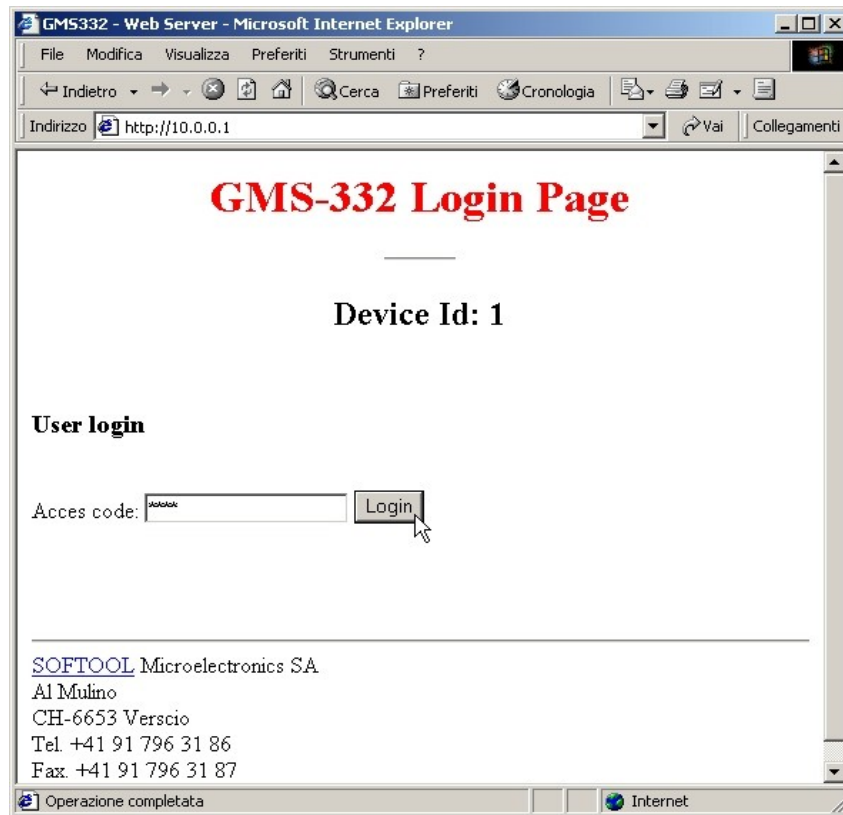 GMS332 - Web Server - Microsoft Internet Explorer
File Modifica Visualizza Preferiti Strumenti ?
Indietro Cerca Preferiti Cronologia
Indirizzo http://10.0.0.1 Vai Collegamenti
GMS-332 Login Page
Device Id: 1
User login
Acces code: ***** Login
SOFTOOL Microelectronics SA
Al Mulino
CH-6653 Verscio
Tel. +41 91 796 31 86
Fax. +41 91 796 31 87
Operazione completata Internet